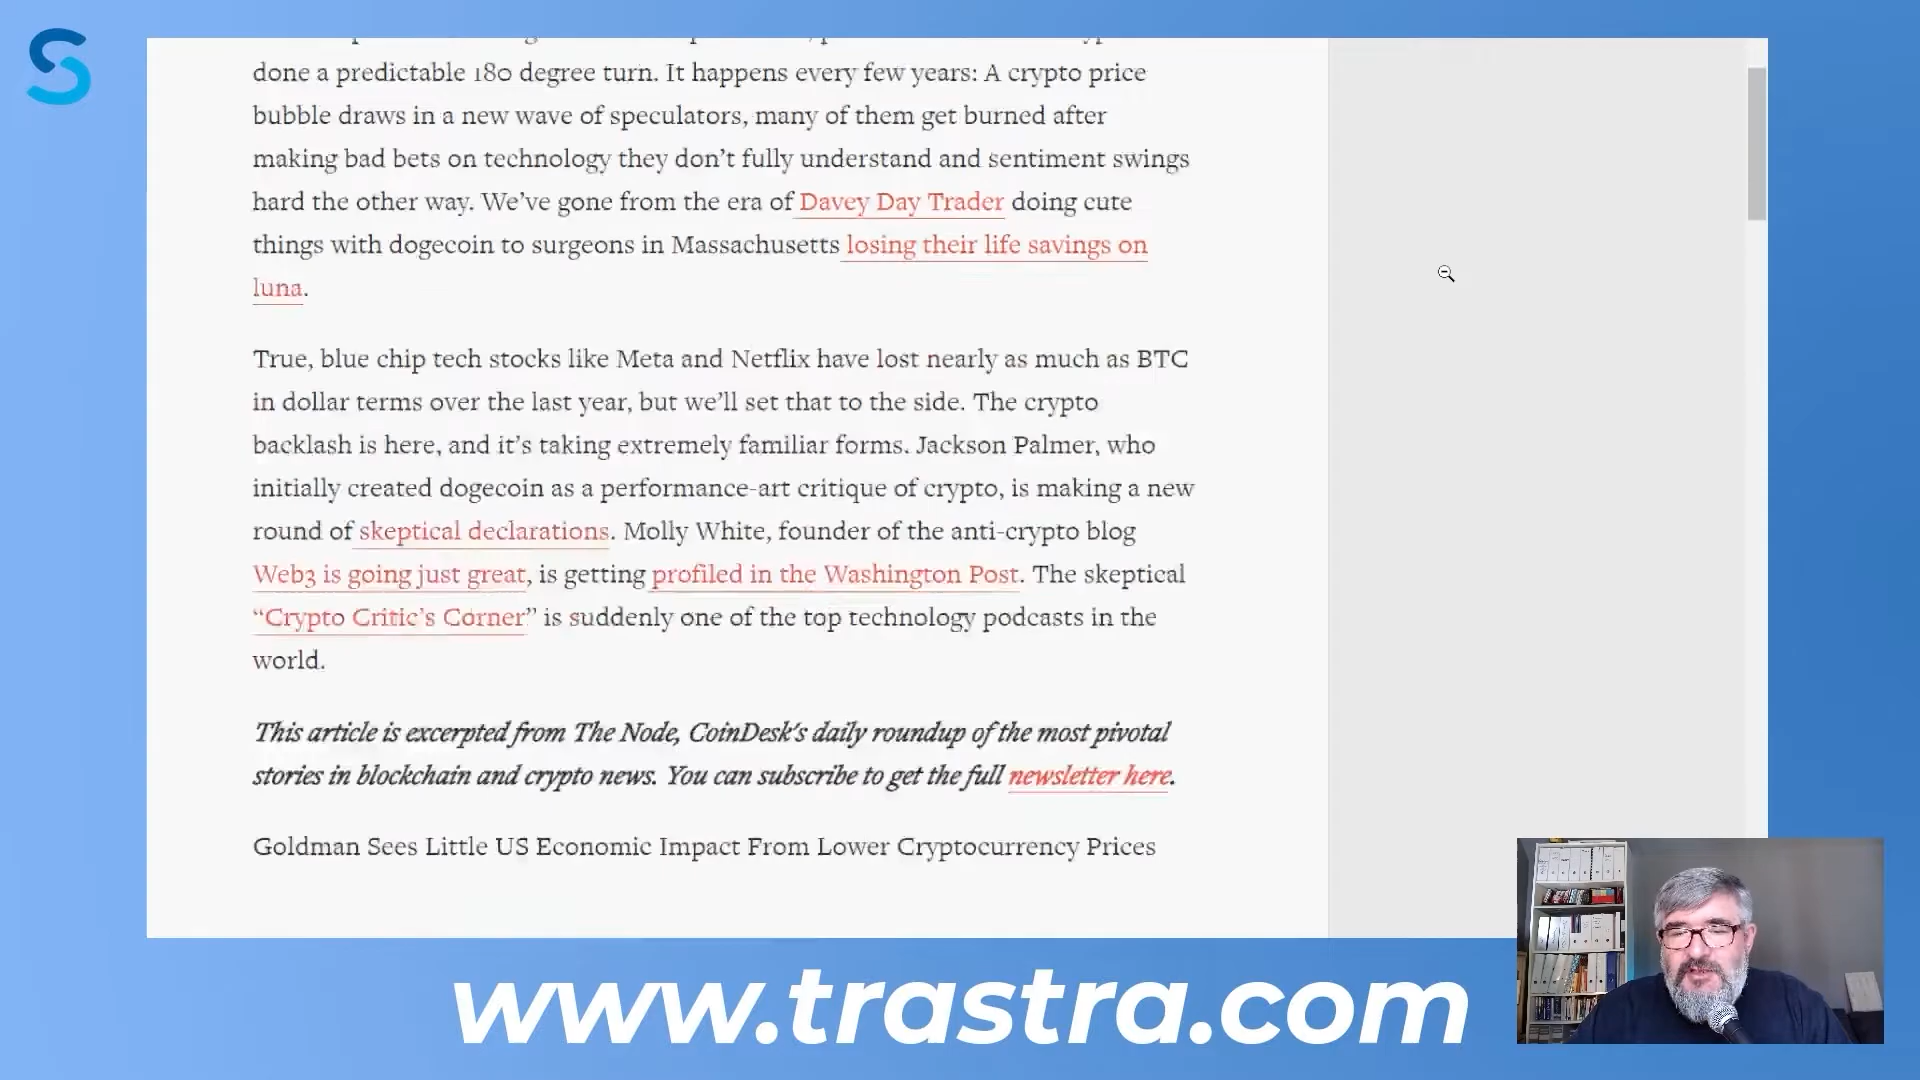 done a predictable 180 degree turn. It happens every few years: A crypto price
bubble draws in a new wave of speculators, many of them get burned after
making bad bets on technology they don’t fully understand and sentiment swings
hard the other way. We’ve gone from the era of Davey Day Trader doing cute
things with dogecoin to surgeons in Massachusetts losing their life savings on
luna.
True, blue chip tech stocks like Meta and Netflix have lost nearly as much as BTC
in dollar terms over the last year, but we’ll set that to the side. The crypto
backlash is here, and it’s taking extremely familiar forms. Jackson Palmer, who
initially created dogecoin as a performance-art critique of crypto, is making a new
round of skeptical declarations. Molly White, founder of the anti-crypto blog
Web3 is going just great, is getting profiled in the Washington Post. The skeptical
“Crypto Critic’s Corner” is suddenly one of the top technology podcasts in the
world.
This article is excerpted from The Node, CoinDesk's daily roundup of the most pivotal
stories in blockchain and crypto news. You can subscribe to get the full newsletter here.
Goldman Sees Little US Economic Impact From Lower Cryptocurrency Prices
www.trastra.com